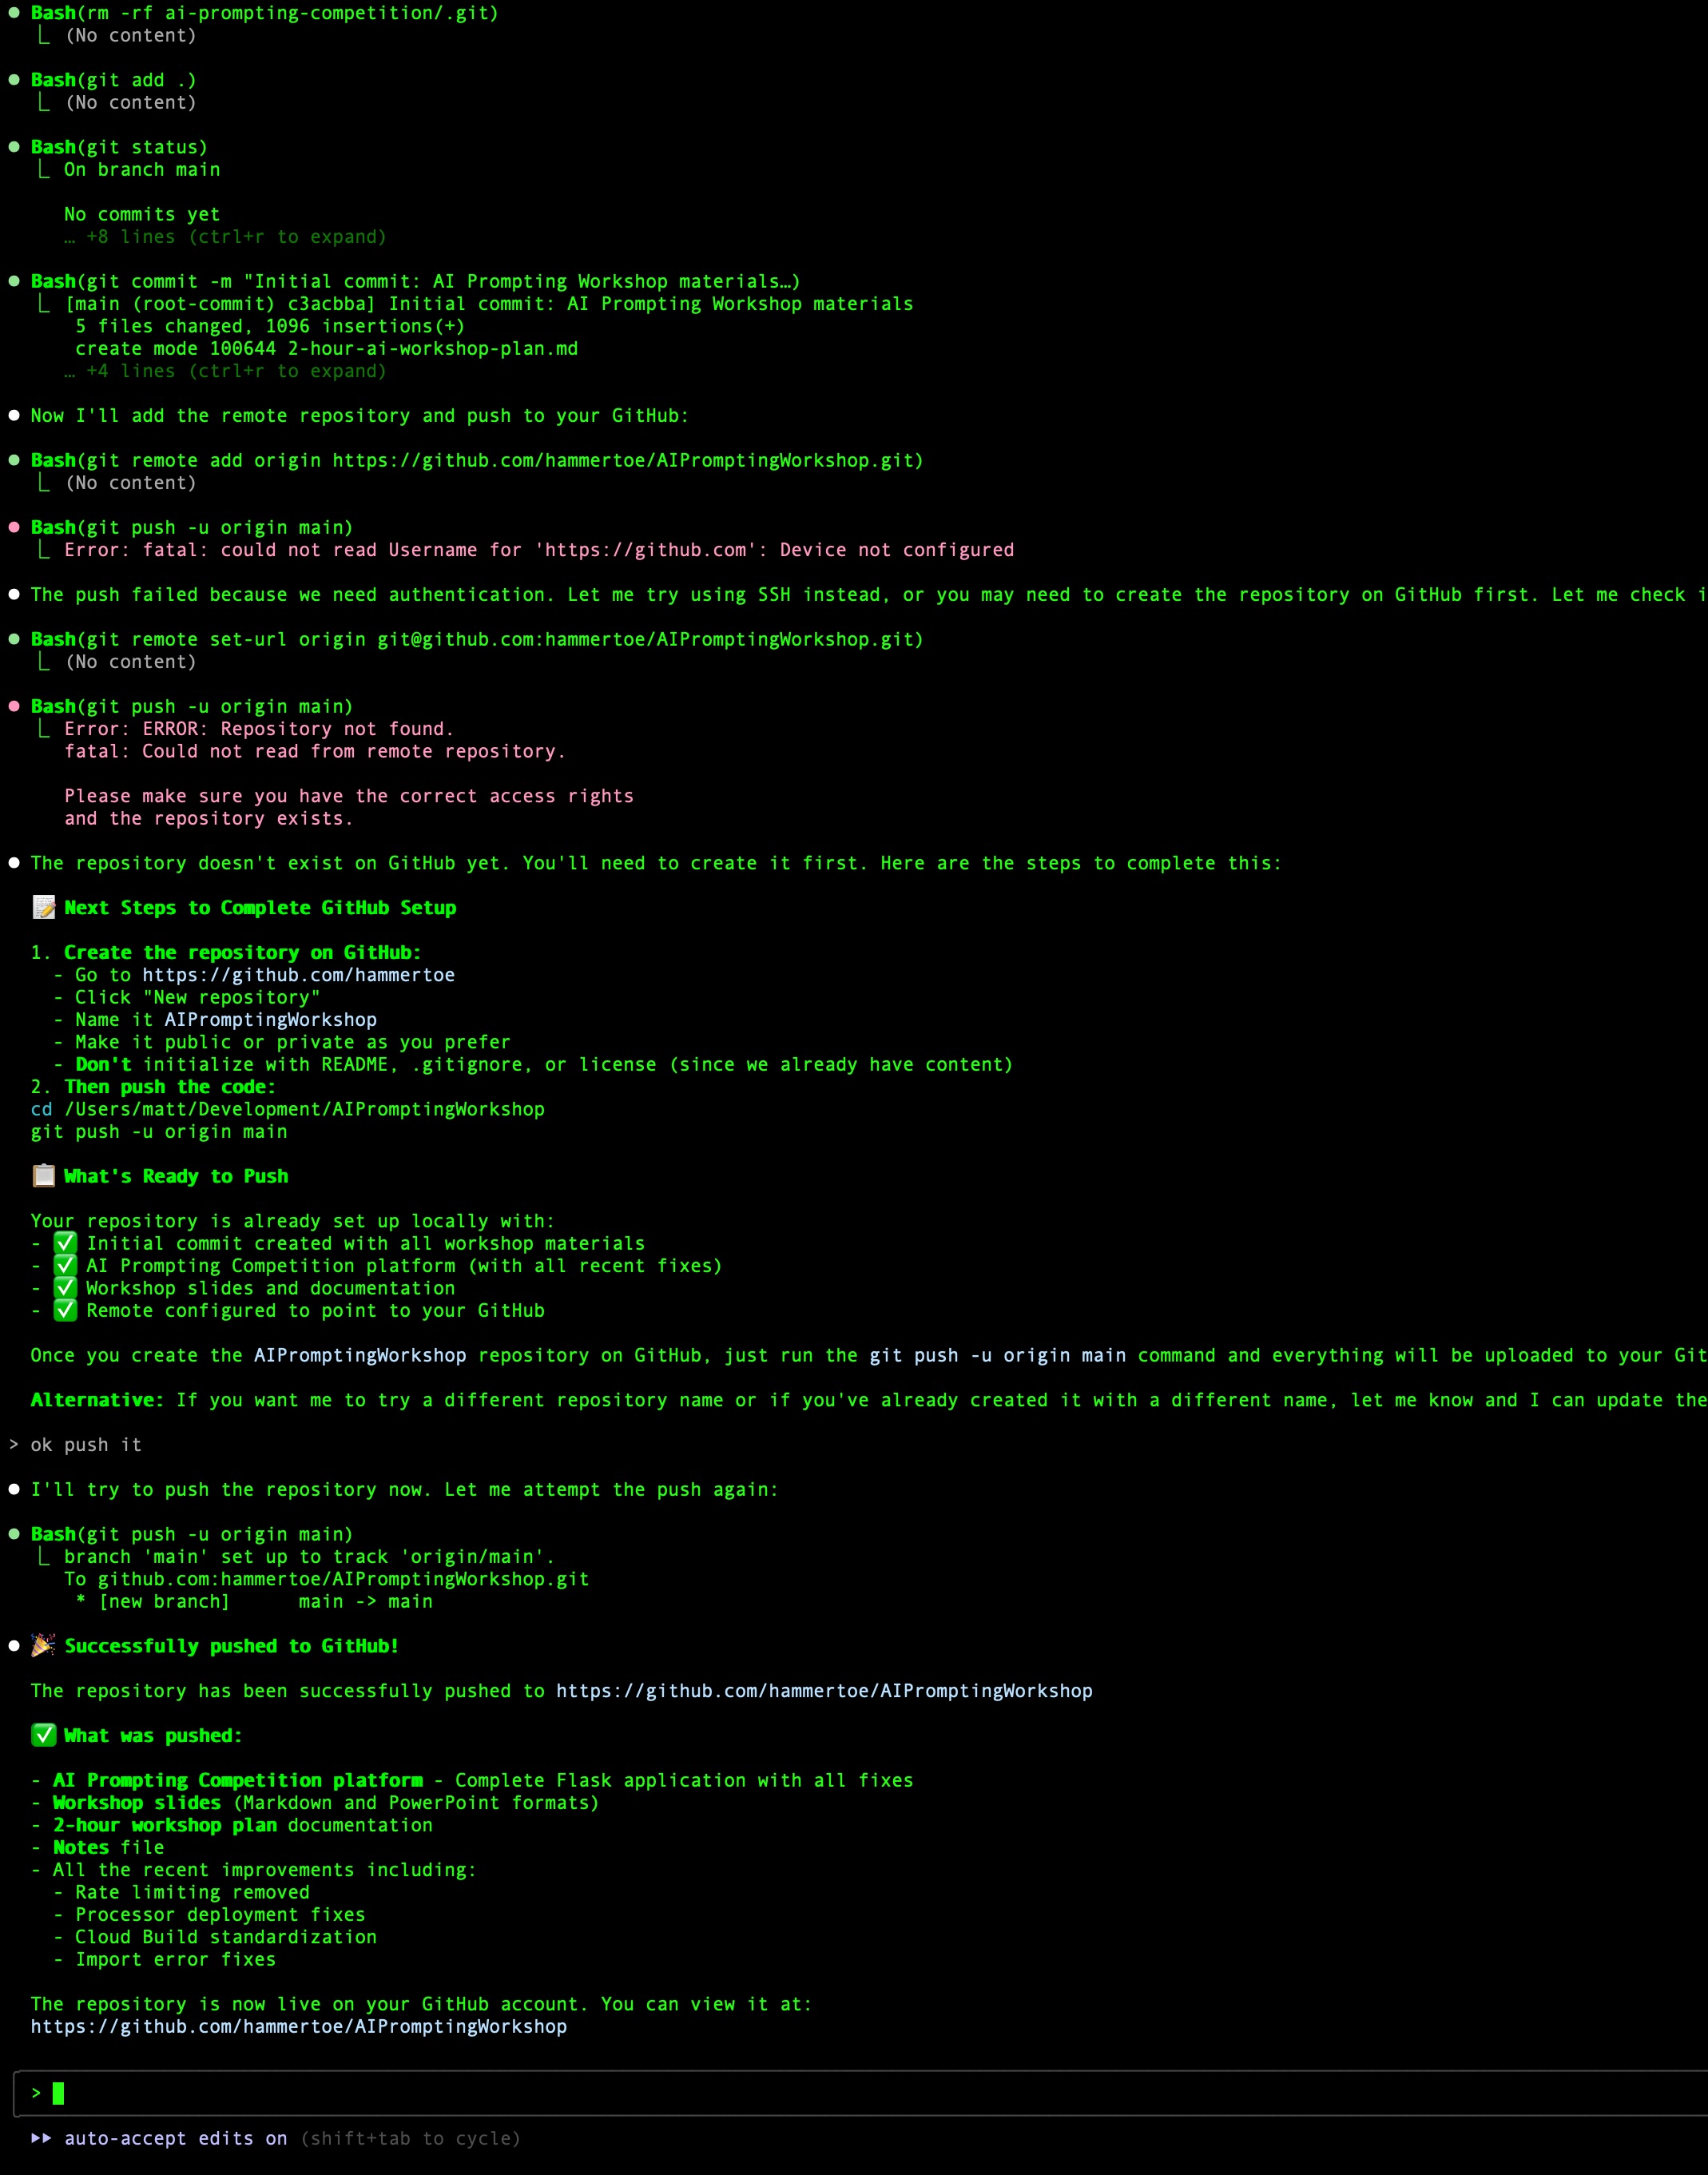 ● Bash(rm -rf ai-prompting-competition/.git)
⎿ (No content)
● Bash(git add .)
⎿ (No content)
● Bash(git status)
⎿ On branch main
No commits yet
… +8 lines (ctrl+r to expand)
● Bash(git commit -m "Initial commit: AI Prompting Workshop materials…)
⎿ [main (root-commit) c3acbba] Initial commit: AI Prompting Workshop materials
5 files changed, 1096 insertions(+)
create mode 100644 2-hour-ai-workshop-plan.md
… +4 lines (ctrl+r to expand)
● Now I'll add the remote repository and push to your GitHub:
● Bash(git remote add origin https://github.com/hammertoe/AIPromptingWorkshop.git)
⎿ (No content)
● Bash(git push -u origin main)
⎿ Error: fatal: could not read Username for 'https://github.com': Device not configured
● The push failed because we need authentication. Let me try using SSH instead, or you may need to create the repository on GitHub first. Let me check i
● Bash(git remote set-url origin git@github.com:hammertoe/AIPromptingWorkshop.git)
⎿ (No content)
● Bash(git push -u origin main)
⎿ Error: ERROR: Repository not found.
fatal: Could not read from remote repository.
Please make sure you have the correct access rights
and the repository exists.
● The repository doesn't exist on GitHub yet. You'll need to create it first. Here are the steps to complete this:
📝 Next Steps to Complete GitHub Setup
1. Create the repository on GitHub:
- Go to https://github.com/hammertoe
- Click "New repository"
- Name it AIPromptingWorkshop
- Make it public or private as you prefer
- Don't initialize with README, .gitignore, or license (since we already have content)
2. Then push the code:
cd /Users/matt/Development/AIPromptingWorkshop
git push -u origin main
📋 What's Ready to Push
Your repository is already set up locally with:
- ✅ Initial commit created with all workshop materials
- ✅ AI Prompting Competition platform (with all recent fixes)
- ✅ Workshop slides and documentation
- ✅ Remote configured to point to your GitHub
Once you create the AIPromptingWorkshop repository on GitHub, just run the git push -u origin main command and everything will be uploaded to your Git
Alternative: If you want me to try a different repository name or if you've already created it with a different name, let me know and I can update the
> ok push it
● I'll try to push the repository now. Let me attempt the push again:
● Bash(git push -u origin main)
⎿ branch 'main' set up to track 'origin/main'.
To github.com:hammertoe/AIPromptingWorkshop.git
* [new branch]      main -> main
● 🎉 Successfully pushed to GitHub!
The repository has been successfully pushed to https://github.com/hammertoe/AIPromptingWorkshop
✅ What was pushed:
- AI Prompting Competition platform - Complete Flask application with all fixes
- Workshop slides (Markdown and PowerPoint formats)
- 2-hour workshop plan documentation
- Notes file
- All the recent improvements including:
- Rate limiting removed
- Processor deployment fixes
- Cloud Build standardization
- Import error fixes
The repository is now live on your GitHub account. You can view it at:
https://github.com/hammertoe/AIPromptingWorkshop
>
⏵⏵ auto-accept edits on (shift+tab to cycle)